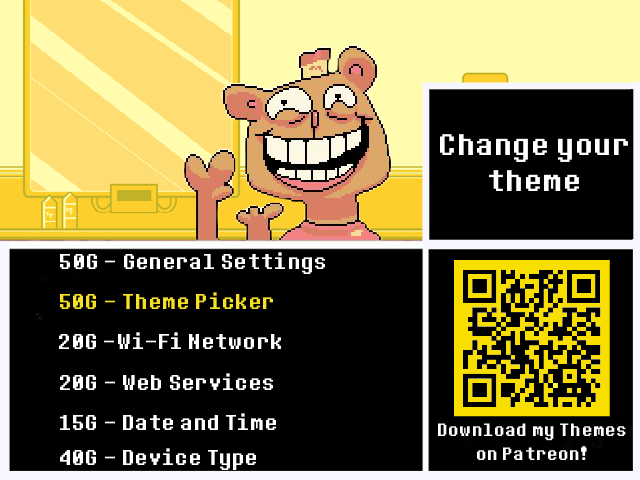 Change your
theme
50G - General Settings
50G - Theme Picker
20G -Wi-Fi Network
20G - Web Services
15G - Date and Time
40G - Device Type
Download my Themes
on Patreon!